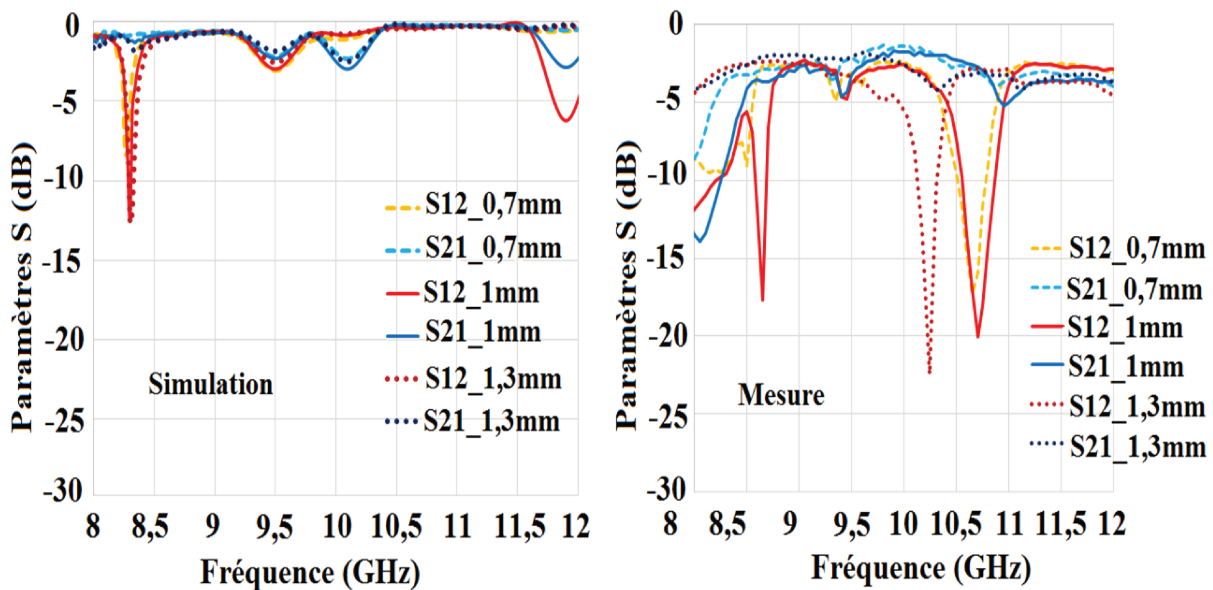 Paramètres S (dB)
0
-5
-10
-15
-20
-25
-30
S12_0,7mm
S21_0,7mm
S12_1mm
S21_1mm
S12_1,3mm
S21_1,3mm
Simulation
8 8,5 9 9,5 10 10,5 11 11,5 12
Fréquence (GHz)
Paramètres S (dB)
0
-5
-10
-15
-20
-25
-30
S12_0,7mm
S21_0,7mm
S12_1mm
S21_1mm
S12_1,3mm
S21_1,3mm
Mesure
8 8,5 9 9,5 10 10,5 11 11,5 12
Fréquence (GHz)